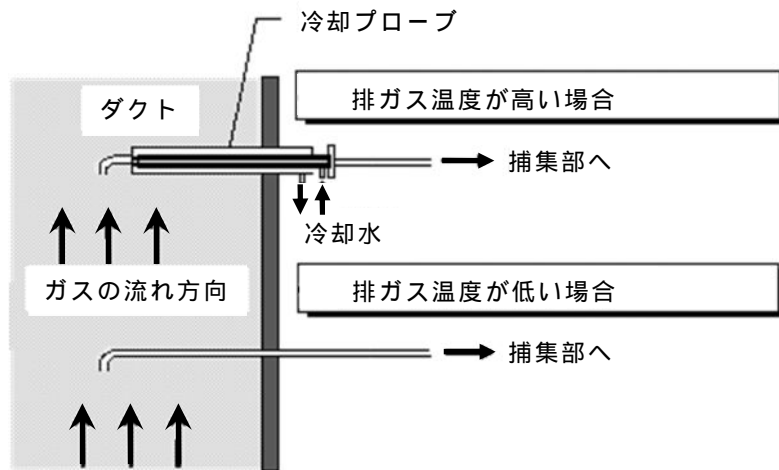 冷却プローブ
ダクト
排ガス温度が高い場合
捕集部へ
冷却水
ガスの流れ方向
排ガス温度が低い場合
捕集部へ